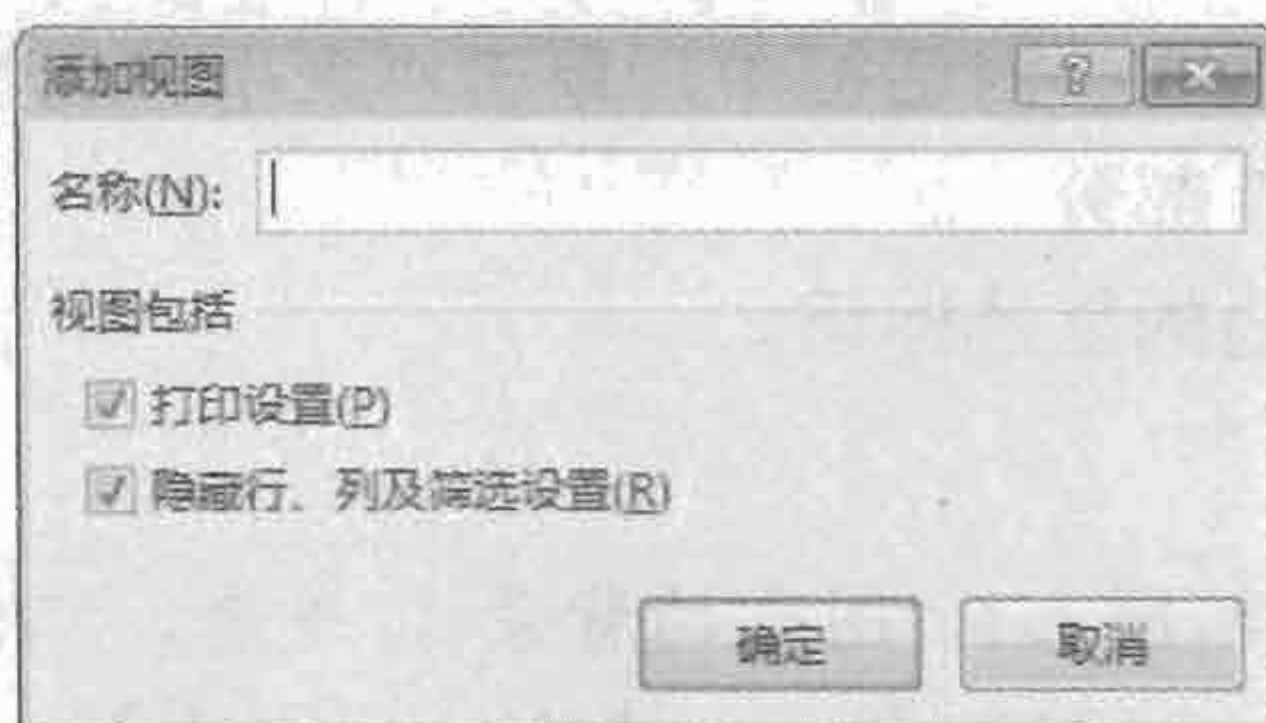 添加视图
名称(N):
视图包括
打印设置(P)
隐藏行、列及筛选设置(R)
确定
取消